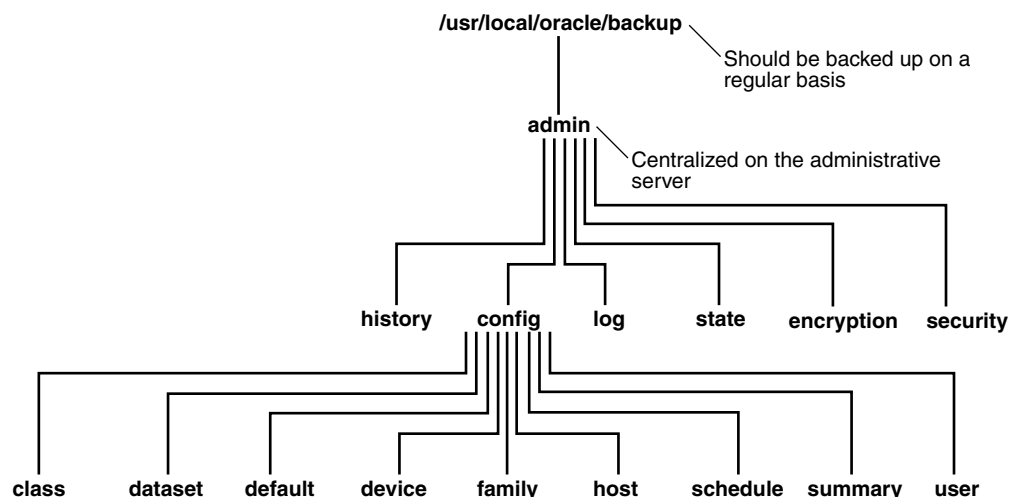 /usr/local/oracle/backup
Should be backed up on a
regular basis
admin
Centralized on the administrative
server
history config log state encryption security
class dataset default device family host schedule summary user